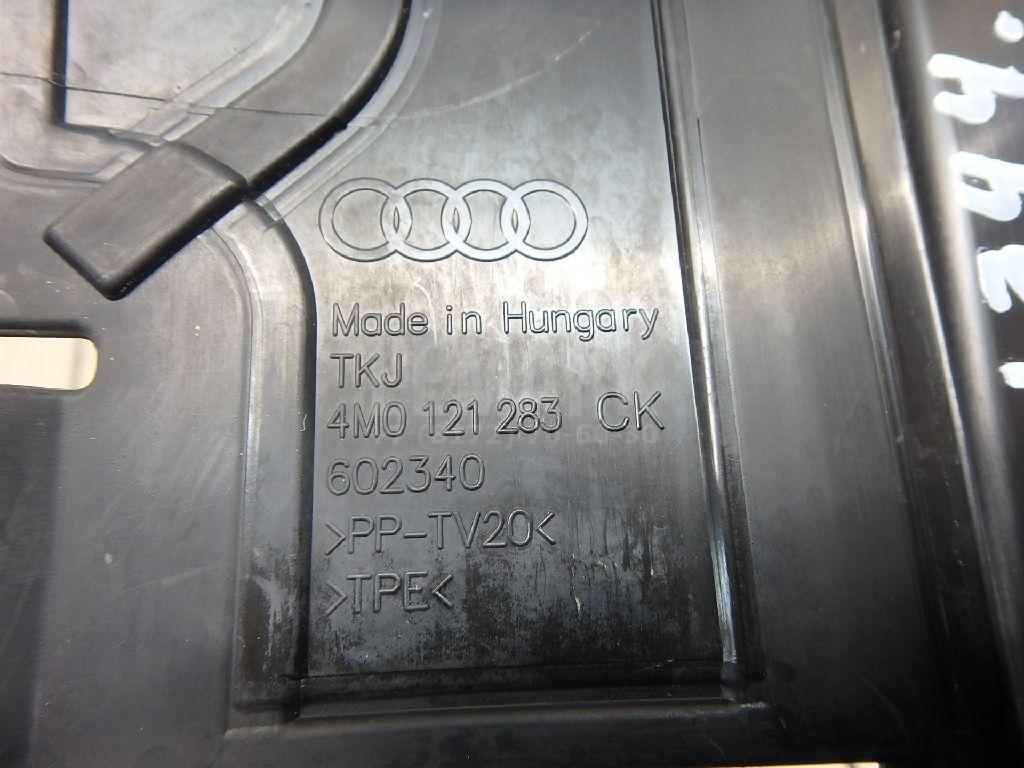 Made in Hungary
TKJ
4M0 121 283 CK
602340
>PP-TV20<
>TPE<